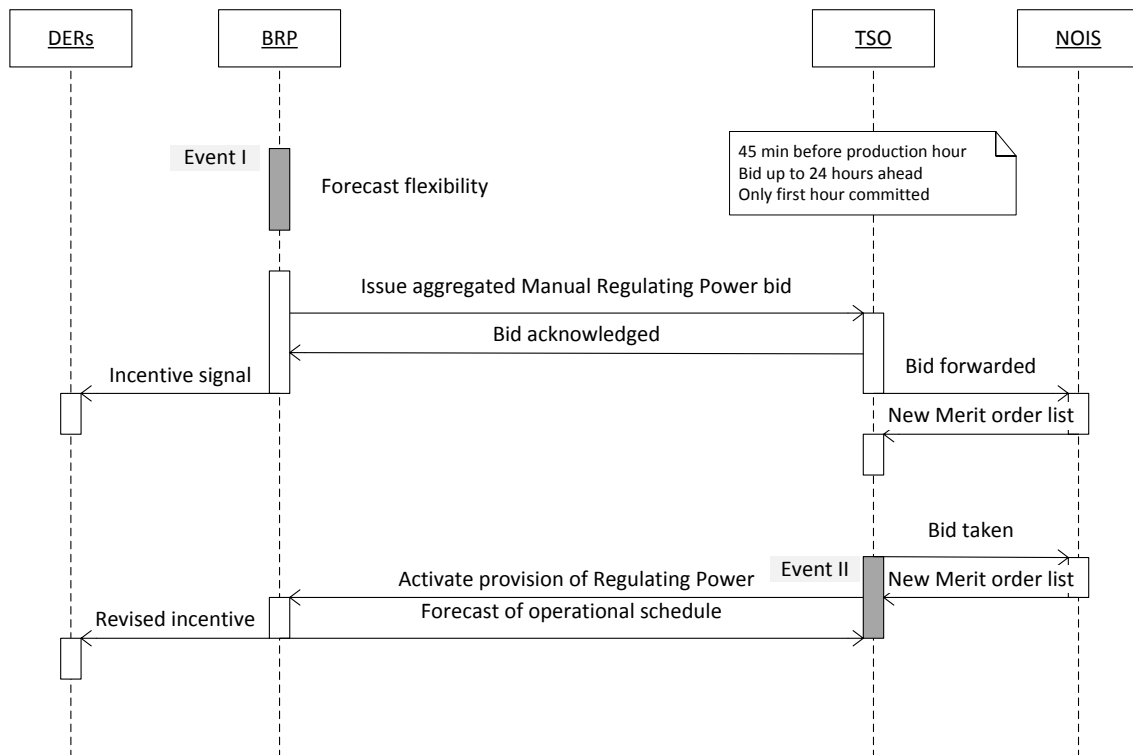 DERs
BRP
TSO
NOIS
Event I
Forecast flexibility
45 min before production hour
Bid up to 24 hours ahead
Only first hour committed
Issue aggregated Manual Regulating Power bid
Bid acknowledged
Incentive signal
Bid forwarded
New Merit order list
Bid taken
Event II
Activate provision of Regulating Power
New Merit order list
Revised incentive
Forecast of operational schedule